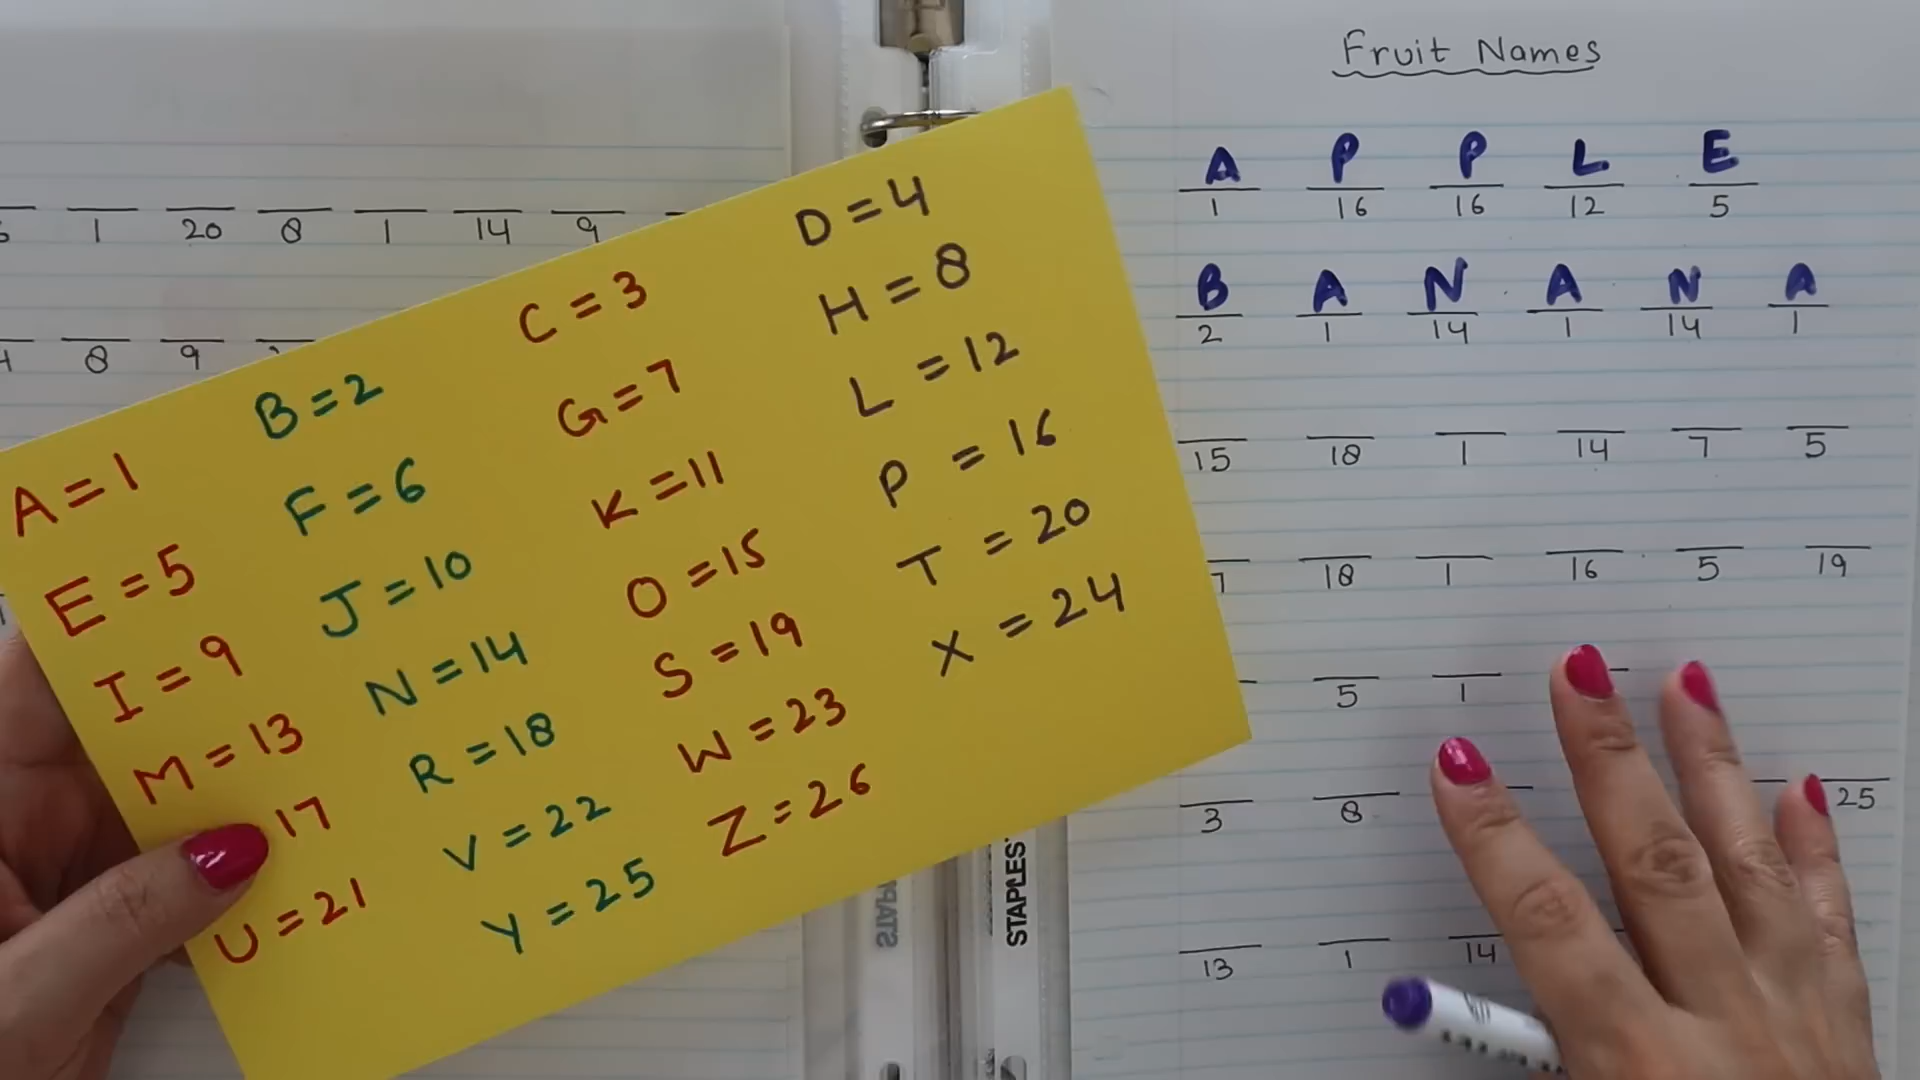 Fruit Names
A P P L E
1 16 16 12 5
B A N A N A
2 1 14 1 14 1
15 18 1 14 7 5
7 18 1 16 5 19
5 1
3 8 25
13 1 14
1 20 8 1 14 9
8 9
A = 1
B = 2
C = 3
D = 4
E = 5
F = 6
G = 7
H = 8
I = 9
J = 10
K = 11
L = 12
M = 13
N = 14
O = 15
P = 16
17
R = 18
S = 19
T = 20
U = 21
V = 22
W = 23
X = 24
Y = 25
Z = 26
STAPLES